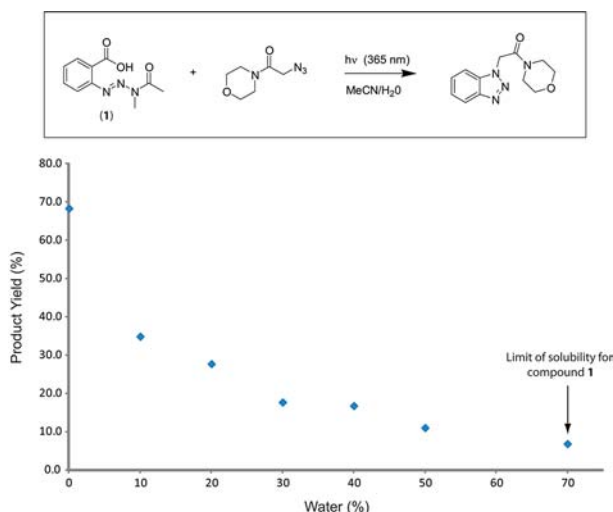 O
OH
O
N N N
(1)
+
O
N
N₃
O
hν (365 nm)
MeCN/H20
O
N
N
N
N
O
80.0
70.0
60.0
50.0
40.0
30.0
20.0
10.0
0.0
Product Yield (%)
Limit of solubility for
compound 1
0 10 20 30 40 50 60 70
Water (%)